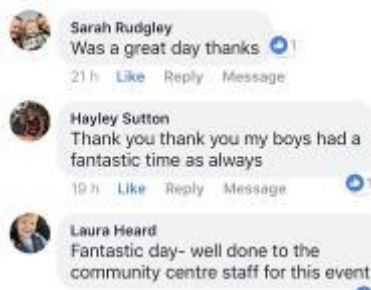 Sarah Rudgley
Was a great day thanks 1
21 h Like Reply Message
Hayley Sutton
Thank you thank you my boys had a
fantastic time as always
19 h Like Reply Message 1
Laura Heard
Fantastic day- well done to the
community centre staff for this event